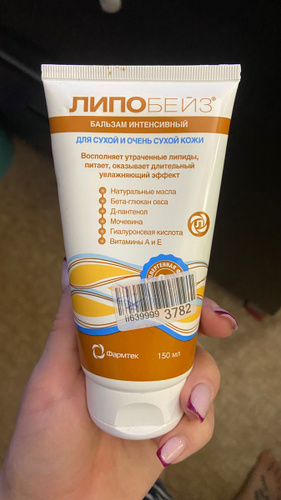 ЛИПОБЕЙЗ®
БАЛЬЗАМ ИНТЕНСИВНЫЙ
ДЛЯ СУХОЙ И ОЧЕНЬ СУХОЙ КОЖИ
Восполняет утраченные липиды,
питает, оказывает длительный
увлажняющий эффект
Натуральные масла
Бета-глюкан овса
Д-пантенол
Мочевина
Гиалуроновая кислота
Витамины А и Е
ii639999 3782
Фармтек
150 мл